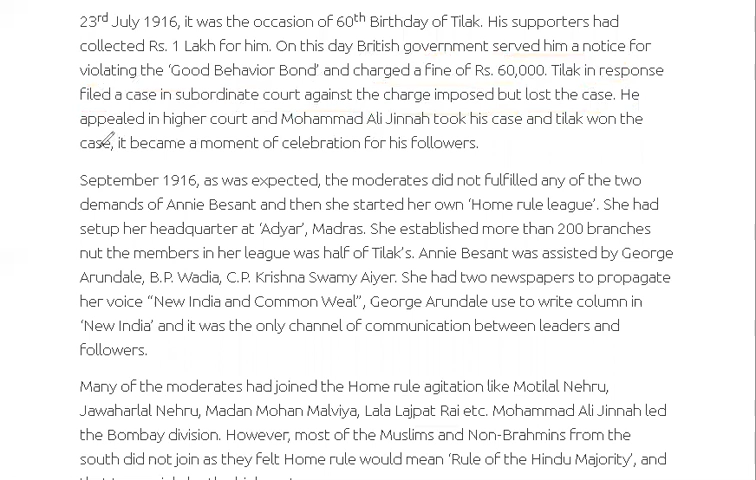 23rd July 1916, it was the occasion of 60th Birthday of Tilak. His supporters had
collected Rs. 1 Lakh for him. On this day British government served him a notice for
violating the ‘Good Behavior Bond’ and charged a fine of Rs. 60,000. Tilak in response
filed a case in subordinate court against the charge imposed but lost the case. He
appealed in higher court and Mohammad Ali Jinnah took his case and tilak won the
case, it became a moment of celebration for his followers.
September 1916, as was expected, the moderates did not fulfilled any of the two
demands of Annie Besant and then she started her own ‘Home rule league’. She had
setup her headquarter at ‘Adyar’, Madras. She established more than 200 branches
nut the members in her league was half of Tilak’s. Annie Besant was assisted by George
Arundale, B.P. Wadia, C.P. Krishna Swamy Aiyer. She had two newspapers to propagate
her voice “New India and Common Weal”, George Arundale use to write column in
‘New India’ and it was the only channel of communication between leaders and
followers.
Many of the moderates had joined the Home rule agitation like Motilal Nehru,
Jawaharlal Nehru, Madan Mohan Malviya, Lala Lajpat Rai etc. Mohammad Ali Jinnah led
the Bombay division. However, most of the Muslims and Non-Brahmins from the
south did not join as they felt Home rule would mean ‘Rule of the Hindu Majority’, and